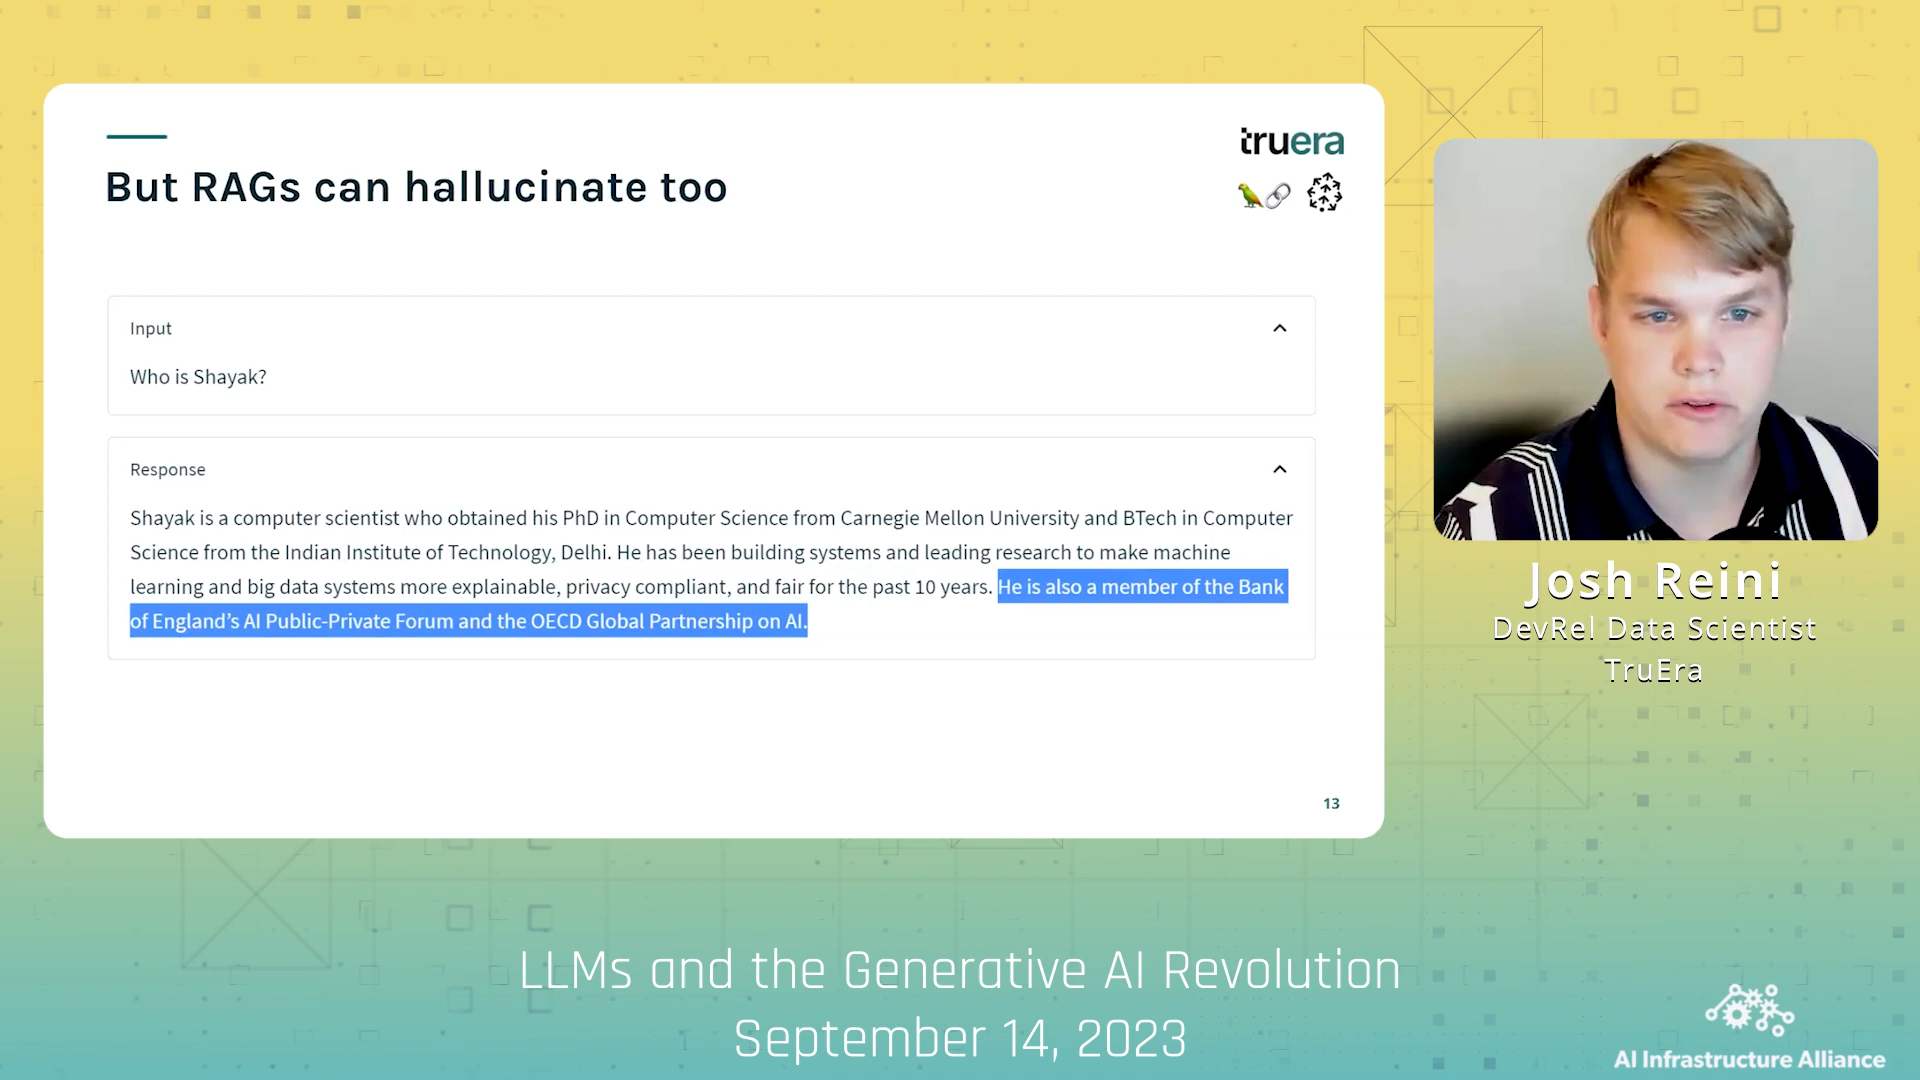 But RAGs can hallucinate too
truera
Input
Who is Shayak?
Response
Shayak is a computer scientist who obtained his PhD in Computer Science from Carnegie Mellon University and BTech in Computer
Science from the Indian Institute of Technology, Delhi. He has been building systems and leading research to make machine
learning and big data systems more explainable, privacy compliant, and fair for the past 10 years. He is also a member of the Bank
of England’s AI Public-Private Forum and the OECD Global Partnership on AI.
13
Josh Reini
DevRel Data Scientist
TruEra
LLMs and the Generative AI Revolution
September 14, 2023
AI Infrastructure Alliance